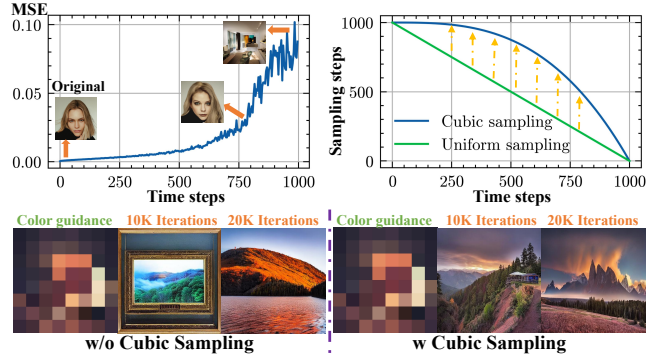 MSE
0.10
0.05
0.00
Original
0 250 500 750 1000
Time steps
Sampling steps
1000
500
0
Cubic sampling
Uniform sampling
0 250 500 750 1000
Time steps
Color guidance 10K Iterations 20K Iterations
w/o Cubic Sampling
Color guidance 10K Iterations 20K Iterations
w Cubic Sampling